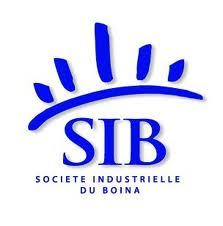 SIB
SOCIETE INDUSTRIELLE
DU BOINA